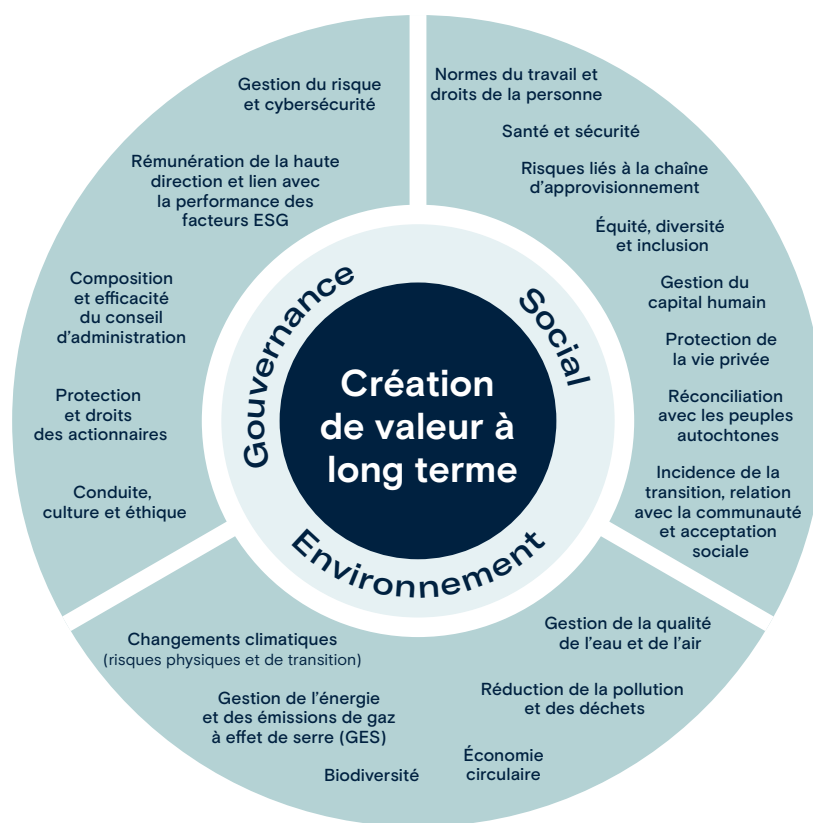 Gestion du risque
et cybersécurité
Rémunération de la haute
direction et lien avec
la performance des
facteurs ESG
Composition
et efficacité
du conseil
d’administration
Protection
et droits
des actionnaires
Conduite,
culture et éthique
Normes du travail et
droits de la personne
Santé et sécurité
Risques liés à la chaîne
d’approvisionnement
Équité, diversité
et inclusion
Gestion du
capital humain
Protection de
la vie privée
Réconciliation
avec les peuples
autochtones
Incidence de la
transition, relation
avec la communauté
et acceptation
sociale
Gouvernance
Social
Environnement
Création
de valeur à
long terme
Changements climatiques
(risques physiques et de transition)
Gestion de l’énergie
et des émissions de gaz
à effet de serre (GES)
Biodiversité
Économie
circulaire
Réduction de la pollution
et des déchets
Gestion de la qualité
de l’eau et de l’air